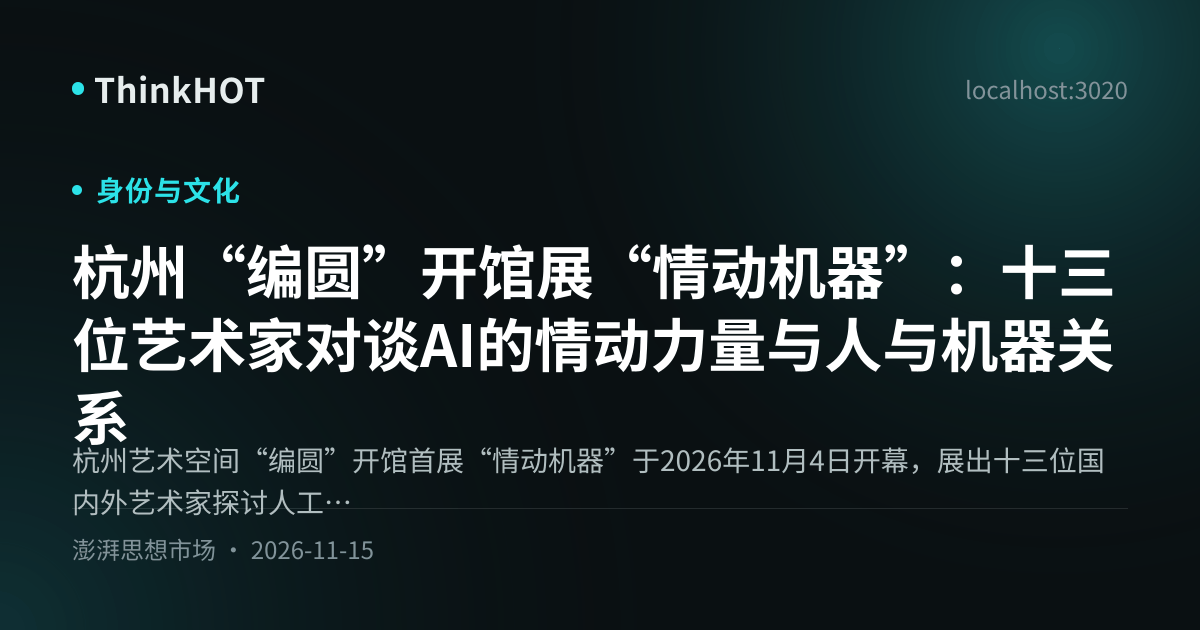 ThinkHOT
localhost:3020
身份与文化
杭州“编圆”开馆展“情动机器”：十三
位艺术家对谈AI的情动力量与人与机器关
系
杭州艺术空间“编圆”开馆首展“情动机器”于2026年11月4日开幕，展出十三位国
内外艺术家探讨人工…
澎湃思想市场 · 2026-11-15